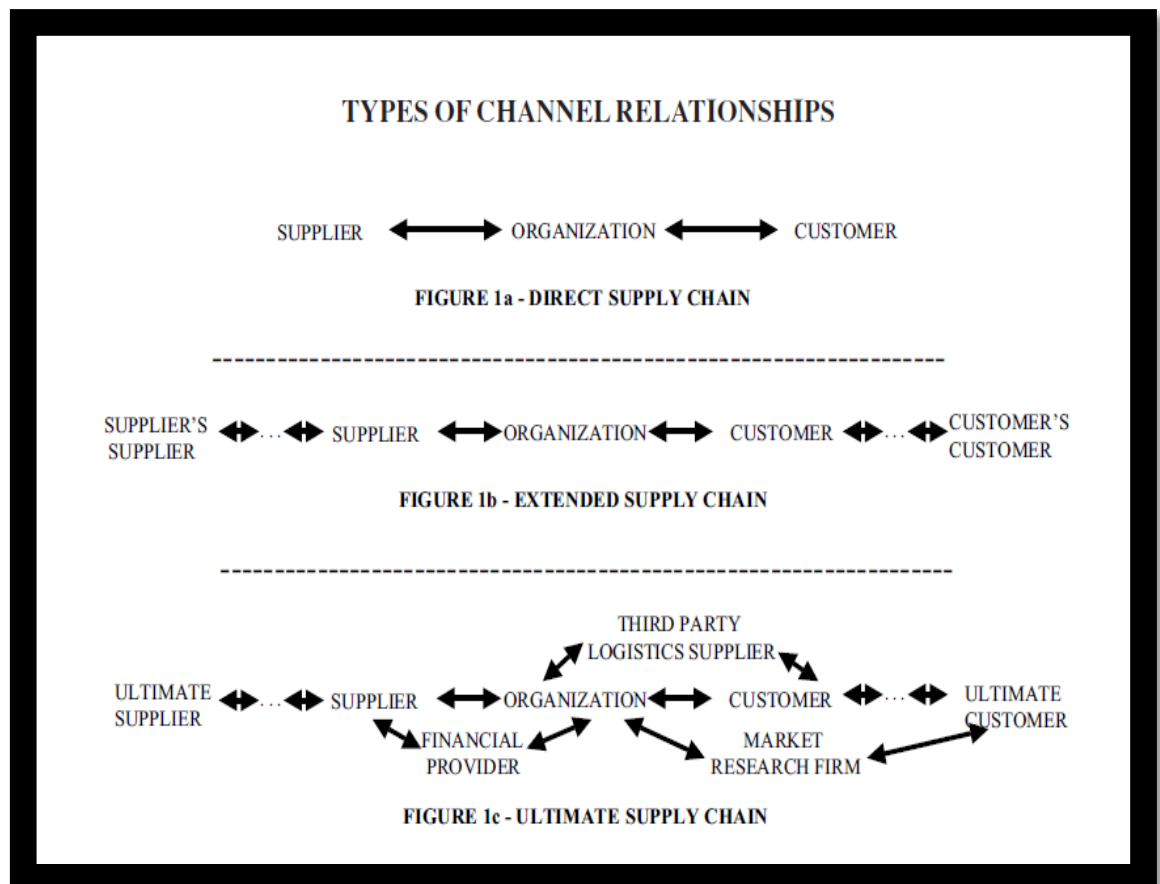 TYPES OF CHANNEL RELATIONSHIPS
SUPPLIER ORGANIZATION CUSTOMER
FIGURE 1a - DIRECT SUPPLY CHAIN
SUPPLIER'S
SUPPLIER
... SUPPLIER ORGANIZATION CUSTOMER ...
CUSTOMER'S
CUSTOMER
FIGURE 1b - EXTENDED SUPPLY CHAIN
THIRD PARTY
LOGISTICS SUPPLIER
ULTIMATE
SUPPLIER
... SUPPLIER ORGANIZATION CUSTOMER ...
ULTIMATE
CUSTOMER
FINANCIAL
PROVIDER
MARKET
RESEARCH FIRM
FIGURE 1c - ULTIMATE SUPPLY CHAIN